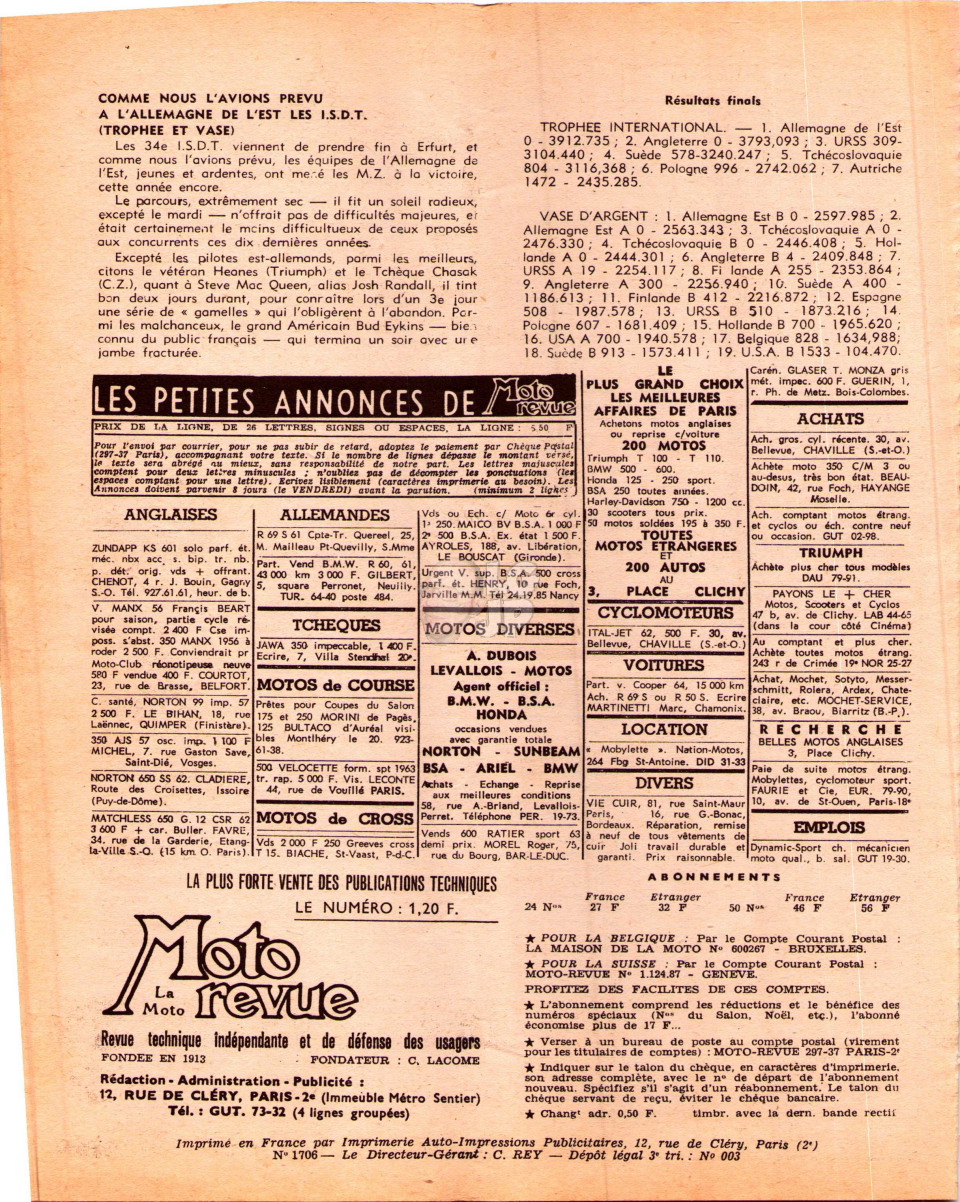 COMME NOUS L'AVIONS PREVU
A L'ALLEMAGNE DE L'EST LES I.S.D.T.
(TROPHEE ET VASE)
Les 34e I.S.D.T. viennent de prendre fin à Erfurt, et
comme nous l'avions prévu, les équipes de l'Allemagne de
l'Est, jeunes et ardentes, ont mené les M.Z. à la victoire,
cette année encore.
Le parcours, extrêmement sec — il fit un soleil radieux,
excepté le mardi — n'offrait pas de difficultés majeures, et
était certainement le moins difficultueux de ceux proposés
aux concurrents ces dix dernières années.
Excepté les pilotes est-allemands, parmi les meilleurs,
citons le vétéran Heanes (Triumph) et le Tchèque Chasak
(C.Z.), quant à Steve Mac Queen, alias Josh Randall, il tint
bon deux jours durant, pour connaître lors d'un 3e jour
une série de « gamelles » qui l'obligèrent à l'abandon. Par-
mi les malchanceux, le grand Américain Bud Eykins — bien
connu du public français — qui termina un soir avec une
jambe fracturée.
Résultats finals
TROPHEE INTERNATIONAL. — 1. Allemagne de l'Est
0 - 3912.735 ; 2. Angleterre 0 - 3793,093 ; 3. URSS 309-
3104.440 ; 4. Suède 578-3240.247 ; 5. Tchécoslovaquie
804 - 3116,368 ; 6. Pologne 996 - 2742.062 ; 7. Autriche
1472 - 2435.285.
VASE D'ARGENT : 1. Allemagne Est B 0 - 2597.985 ; 2.
Allemagne Est A 0 - 2563.343 ; 3. Tchécoslovaquie A 0 -
2476.330 ; 4. Tchécoslovaquie B 0 - 2446.408 ; 5. Hol-
lande A 0 - 2444.301 ; 6. Angleterre B 4 - 2409.848 ; 7.
URSS A 19 - 2254.117 ; 8. Fi lande A 255 - 2353.864 ;
9. Angleterre A 300 - 2256.940 ; 10. Suède A 400 -
1186.613 ; 11. Finlande B 412 - 2216.872 ; 12. Espagne
508 - 1987.578 ; 13. URSS B 510 - 1873.216 ; 14.
Pologne 607 - 1681.409 ; 15. Hollande B 700 - 1965.620 ;
16. USA A 700 - 1940.578 ; 17. Belgique 828 - 1634,988;
18. Suède B 913 - 1573.411 ; 19. U.S.A. B 1533 - 104.470.
LES PETITES ANNONCES DE Moto revue
PRIX DE LA LIGNE, DE 26 LETTRES, SIGNES OU ESPACES, LA LIGNE : 5.50 F
Pour l'envoi par courrier, pour ne pas subir de retard, adoptez le paiement par Chèque Postal
(297-37 Paris), accompagnant votre texte. Si le nombre de lignes dépasse le montant versé,
le texte sera abrégé au mieux, sans responsabilité de notre part. Les lettres majuscules
comptent pour deux lettres minuscules ; n'oubliez pas de décompter les ponctuations (les
espaces comptant pour une lettre). Ecrivez lisiblement (caractères imprimerie au besoin). Les
Annonces doivent parvenir 8 jours (le VENDREDI) avant la parution. (minimum 2 lignes)
ANGLAISES
ZUNDAPP KS 601 solo parf. ét.
méc. nbx acc. s. bip. tr. nb.
p. dét. orig. vds + offrant.
CHENOT, 4 r. J. Bouin, Gagny
S.-O. Tél. 927.61.61, heur. de b.
V. MANX 56 Français BEART
pour saison, partie cycle ré-
visée compt. 2 400 F Cse im-
poss. s'abst. 350 MANX 1956 à
roder 2 500 F. Conviendrait pr
Moto-Club réonotipeuse neuve
580 F vendue 400 F. COURTOT,
23, rue de Brasse, BELFORT.
C. santé, NORTON 99 imp. 57
2 500 F. LE BIHAN, 18, rue
Laënnec, QUIMPER (Finistère).
350 AJS 57 osc. imp. 1 100 F
MICHEL, 7. rue Gaston Save,
Saint-Dié, Vosges.
NORTON 650 SS 62. CLADIERE,
Route des Croisettes, Issoire
(Puy-de-Dôme).
MATCHLESS 650 G. 12 CSR 62
3 600 F + car. Buller. FAVRE,
34, rue de la Garderie, Etang-
la-Ville S.-O. (15 km O. Paris).
ALLEMANDES
R 69 S 61 Cpte-Tr. Quereel, 25,
M. Mailleau Pt-Quevilly, S.Mme
Part. Vend B.M.W. R 60, 61,
43 000 km 3 000 F. GILBERT,
5, square Perronet, Neuilly.
TUR. 64-40 poste 484.
TCHEQUES
JAWA 350 impeccable, 1 400 F.
Ecrire, 7, Villa Stendhal 20e.
MOTOS de COURSE
Prêtes pour Coupes du Salon
175 et 250 MORINI de Pagès,
125 BULTACO d'Auréal visi-
bles Montlhéry le 20. 923-
61-38.
500 VELOCETTE form. spt 1963
tr. rap. 5 000 F. Vis. LECONTE
44, rue de Vouillé PARIS.
MOTOS de CROSS
Vds 2 000 F 250 Greeves cross
T 15. BIACHE, St-Vaast, P-d-C.
Vds ou Ech. c/ Moto 6r cyl.
1° 250 MAICO BV B.S.A. 1 000 F
2° 500 B.S.A. Ex. état 1 500 F.
AYROLES, 188, av. Libération,
LE BOUSCAT (Gironde).
Urgent V. sup. B.S.A. 500 cross
parf. ét. HENRY, 10 rue Foch,
Jarville M.M. Tél 24.19.85 Nancy
MOTOS DIVERSES
A. DUBOIS
LEVALLOIS - MOTOS
Agent officiel :
B.M.W. - B.S.A.
HONDA
occasions vendues
avec garantie totale
NORTON - SUNBEAM
BSA - ARIEL - BMW
Achats - Echange - Reprise
aux meilleures conditions
58, rue A.-Briand, Levallois-
Perret. Téléphone PER. 19-73.
Vends 600 RATIER sport 63
demi prix. MOREL Roger, 75,
rue du Bourg, BAR-LE-DUC.
LE
PLUS GRAND CHOIX
LES MEILLEURES
AFFAIRES DE PARIS
Achetons motos anglaises
ou reprise c/voiture
200 MOTOS
Triumph T 100 - T 110.
BMW 500 - 600.
Honda 125 - 250 sport.
BSA 250 toutes années.
Harley-Davidson 750 - 1200 cc.
30 scooters tous prix.
50 motos soldées 195 à 350 F.
TOUTES
MOTOS ETRANGERES
ET
200 AUTOS
AU
3, PLACE CLICHY
CYCLOMOTEURS
ITAL-JET 62, 500 F. 30, av.
Bellevue, CHAVILLE (S.-et-O.)
VOITURES
Part. v. Cooper 64, 15 000 km
Ach. R 69 S ou R 50 S. Ecrire
MARTINETTI Marc, Chamonix.
LOCATION
« Mobylette ». Nation-Motos,
264 Fbg St-Antoine. DID 31-33
DIVERS
VIE CUIR, 81, rue Saint-Maur
Paris, 16, rue G.-Bonac,
Bordeaux. Réparation, remise
à neuf de tous vêtements de
cuir Joli travail durable et
garanti. Prix raisonnable.
Carén. GLASER T. MONZA gris
mét. impec. 600 F. GUERIN, 1,
r. Ph. de Metz. Bois-Colombes.
ACHATS
Ach. gros. cyl. récente. 30, av.
Bellevue, CHAVILLE (S.-et-O.)
Achète moto 350 C/M 3 ou
au-desus, très bon état. BEAU-
DOIN, 42, rue Foch, HAYANGE
Moselle.
Ach. comptant motos étrang.
et cyclos ou éch. contre neuf
ou occasion. GUT 02-98.
TRIUMPH
Achète plus cher tous modèles
DAU 79-91.
PAYONS LE + CHER
Motos, Scooters et Cyclos
47 b, av. de Clichy. LAB 44-65
(dans la cour côté Cinéma)
Au comptant et plus cher.
Achète toutes motos étrang.
243 r de Crimée 19e NOR 25-27
Achat, Mochet, Sotyto, Messer-
schmitt, Rolera, Ardex, Chate-
claire, etc. MOCHET-SERVICE,
38, av. Braou, Biarritz (B.-P.).
RECHERCHE
BELLES MOTOS ANGLAISES
3, Place Clichy.
Paie de suite motos étrang.
Mobylettes, cyclomoteur sport.
FAURIE et Cie, EUR. 79-90,
10, av. de St-Ouen, Paris-18e
EMPLOIS
Dynamic-Sport ch. mécanicien
moto qual., b. sal. GUT 19-30.
LA PLUS FORTE VENTE DES PUBLICATIONS TECHNIQUES
LE NUMÉRO : 1,20 F.
La Moto
Moto revue
Revue technique indépendante et de défense des usagers
FONDEE EN 1913 FONDATEUR : C. LACOME
Rédaction - Administration - Publicité :
12, RUE DE CLÉRY, PARIS-2e (Immeuble Métro Sentier)
Tél. : GUT. 73-32 (4 lignes groupées)
ABONNEMENTS
France Etranger France Etranger
24 Nos 27 F 32 F 50 Nos 46 F 56 F
★ POUR LA BELGIQUE : Par le Compte Courant Postal :
LA MAISON DE LA MOTO No 600267 - BRUXELLES.
★ POUR LA SUISSE : Par le Compte Courant Postal :
MOTO-REVUE No 1.124.87 - GENEVE.
PROFITEZ DES FACILITES DE CES COMPTES.
★ L'abonnement comprend les réductions et le bénéfice des
numéros spéciaux (Nos du Salon, Noël, etc.), l'abonné
économise plus de 17 F...
★ Verser à un bureau de poste au compte postal (virement
pour les titulaires de comptes) : MOTO-REVUE 297-37 PARIS-2e
★ Indiquer sur le talon du chèque, en caractères d'imprimerie,
son adresse complète, avec le no de départ de l'abonnement
nouveau. Spécifiez s'il s'agit d'un réabonnement. Le talon du
chèque servant de reçu, éviter le chèque bancaire.
★ Changt adr. 0,50 F. timbr. avec la dern. bande rectif
Imprimé en France par Imprimerie Auto-Impressions Publicitaires, 12, rue de Cléry, Paris (2e)
No 1706 — Le Directeur-Gérant : C. REY — Dépôt légal 3e tri. : No 003